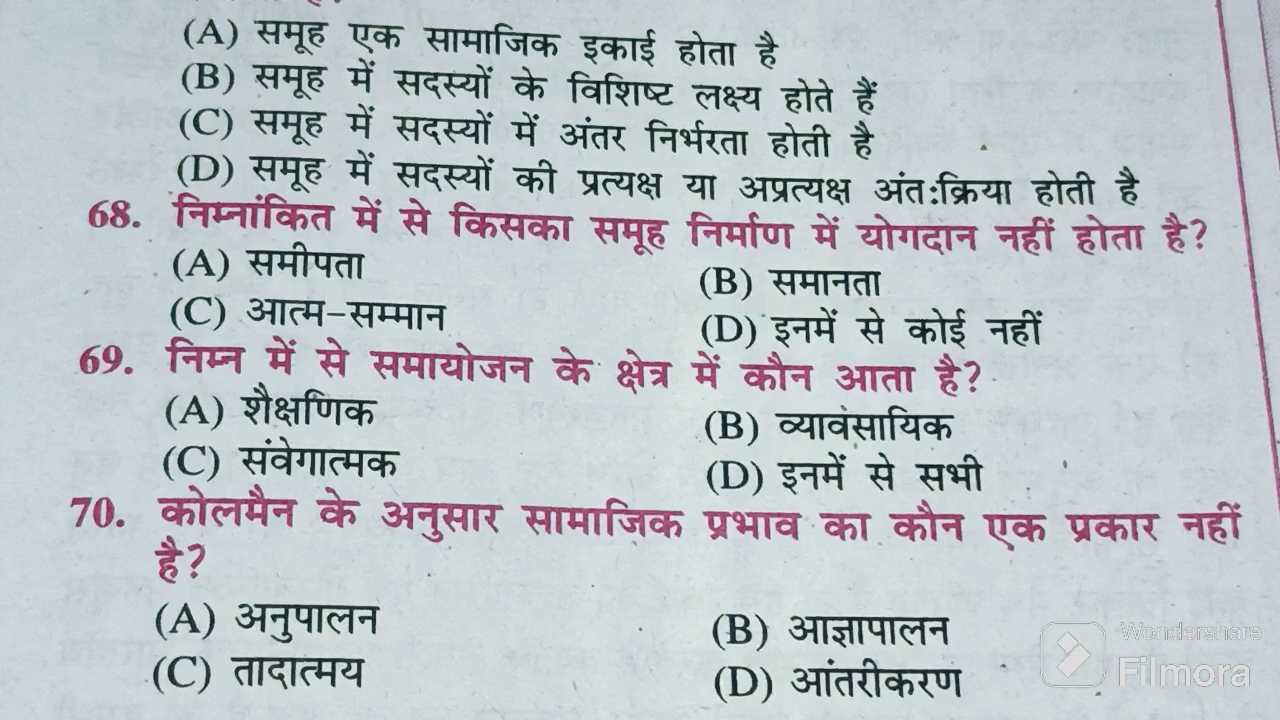 (A) समूह एक सामाजिक इकाई होता है
(B) समूह में सदस्यों के विशिष्ट लक्ष्य होते हैं
(C) समूह में सदस्यों में अंतर निर्भरता होती है
(D) समूह में सदस्यों की प्रत्यक्ष या अप्रत्यक्ष अंत:क्रिया होती है
68. निम्नांकित में से किसका समूह निर्माण में योगदान नहीं होता है?
(A) समीपता (B) समानता
(C) आत्म-सम्मान (D) इनमें से कोई नहीं
69. निम्न में से समायोजन के क्षेत्र में कौन आता है?
(A) शैक्षणिक (B) व्यावसायिक
(C) संवेगात्मक (D) इनमें से सभी
70. कोलमैन के अनुसार सामाजिक प्रभाव का कौन एक प्रकार नहीं
है?
(A) अनुपालन (B) आज्ञापालन
(C) तादात्मय (D) आंतरीकरण
Wondershare
Filmora